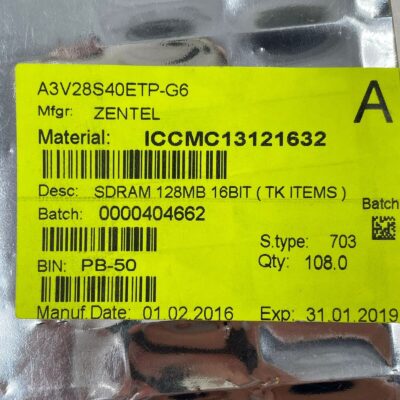 A3V28S40ETP-G6
A
Mfgr: ZENTEL
Material: ICCMC13121632
Desc: SDRAM 128MB 16BIT ( TK ITEMS )
Batch: 0000404662
Batch
S.type: 703
BIN: PB-50
Qty: 108.0
Manuf.Date: 01.02.2016 Exp: 31.01.2019